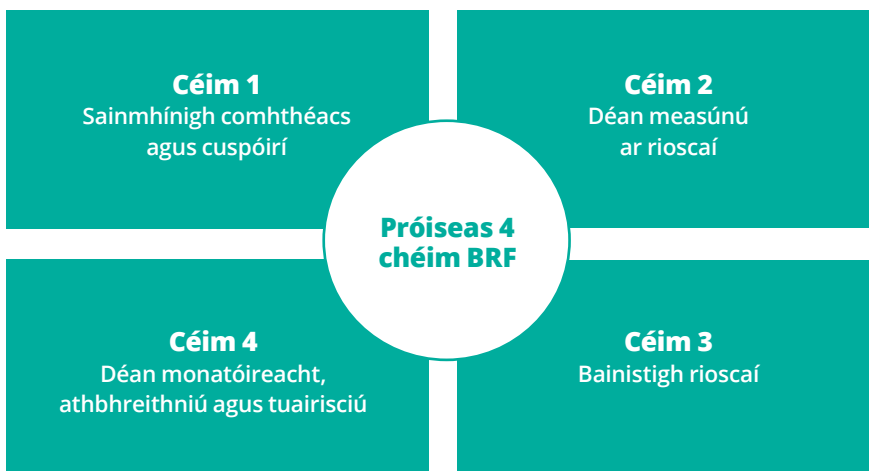 Céim 1
Sainmhínigh comhthéacs
agus cuspóirí
Céim 2
Déan measúnú
ar rioscaí
Próiseas 4
chéim BRF
Céim 4
Déan monatóireacht,
athbhreithniú agus tuairisciú
Céim 3
Bainistigh rioscaí